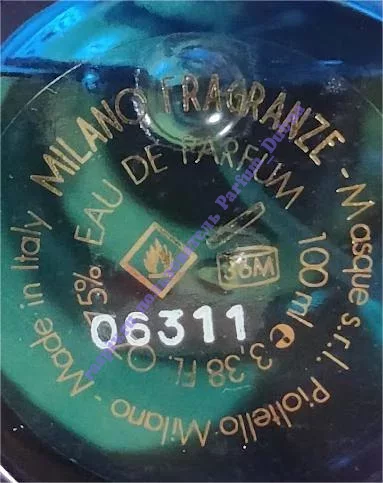 MILANO FRAGRANZE - Masque s.r.l. Pioltello Milano - Made in Italy
EAU DE PARFUM 100 ml e 3,38 FL. OZ 75%
36M
06311